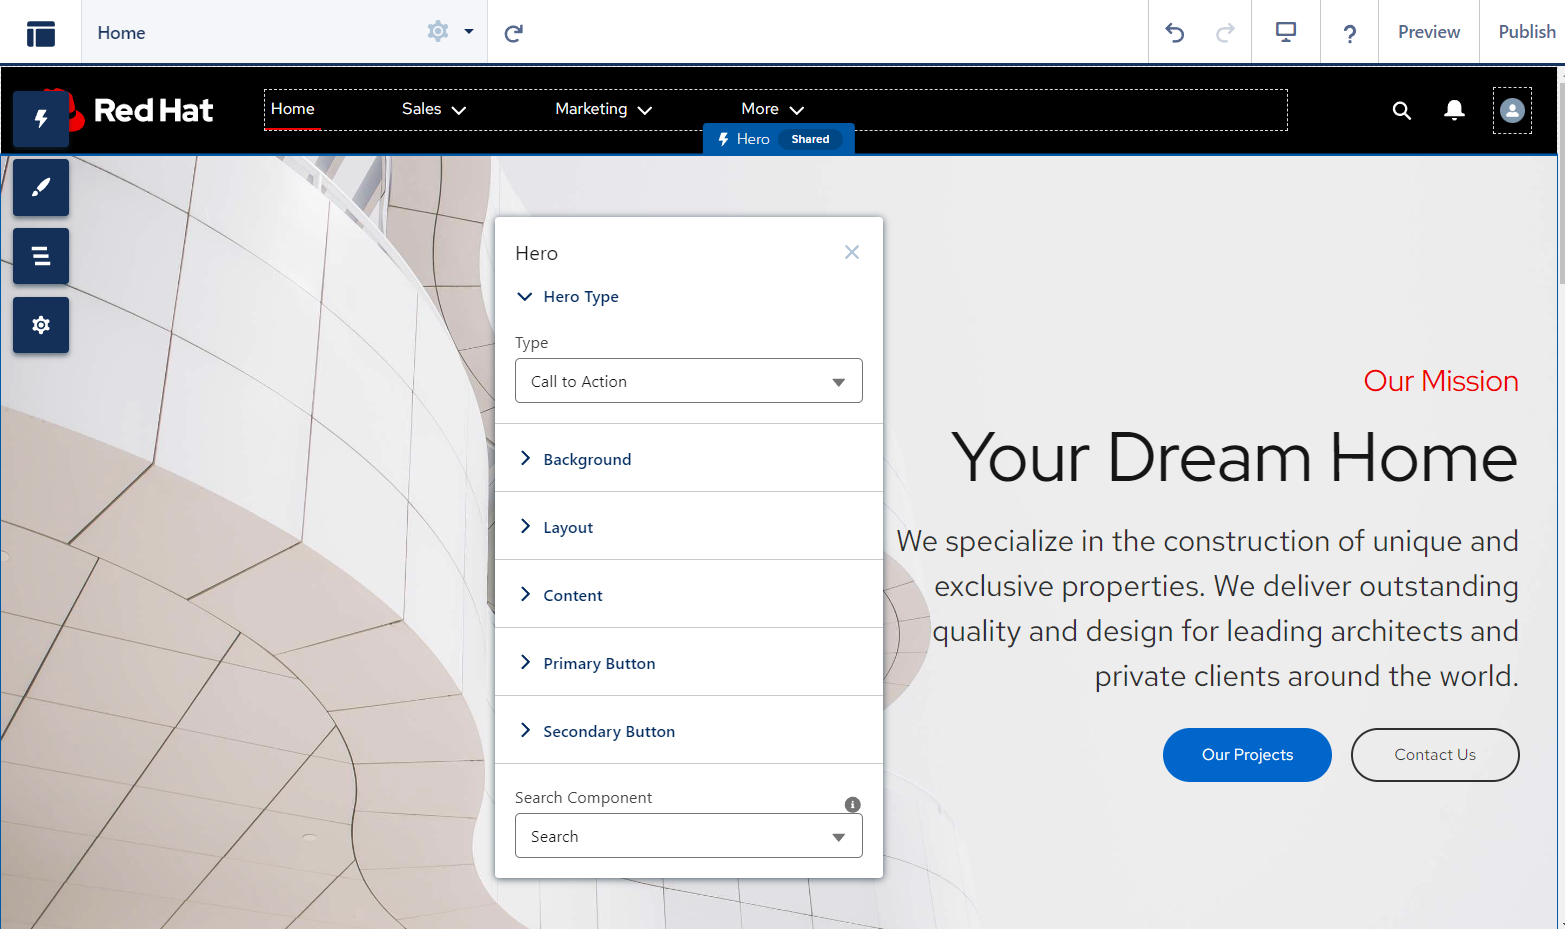 Home
?
Preview
Publish
Red Hat
Home
Sales
Marketing
More
Hero
Shared
Hero
Hero Type
Type
Call to Action
Background
Layout
Content
Primary Button
Secondary Button
Search Component
Search
Our Mission
Your Dream Home
We specialize in the construction of unique and
exclusive properties. We deliver outstanding
quality and design for leading architects and
private clients around the world.
Our Projects
Contact Us